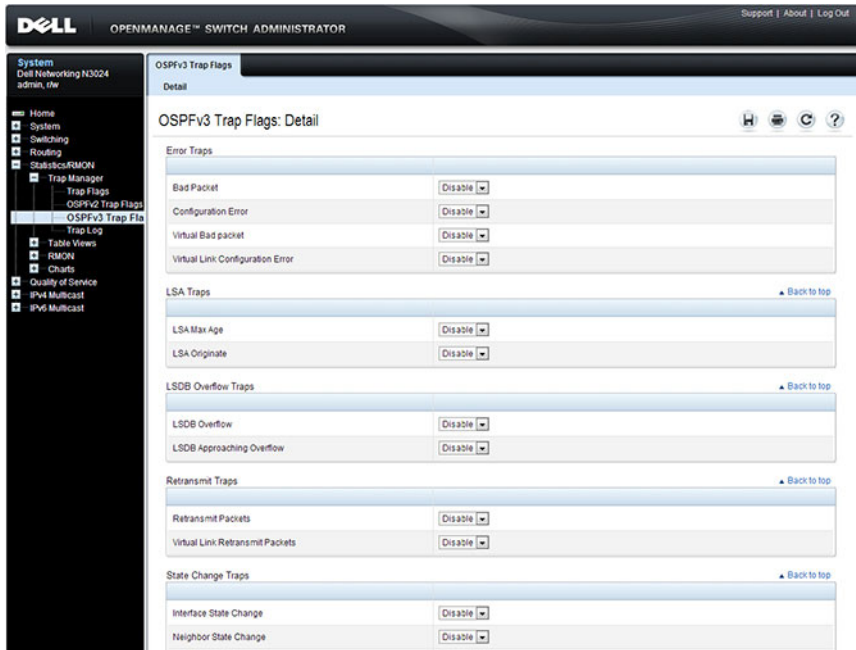 DELL OPENMANAGE™ SWITCH ADMINISTRATOR
Support | About | Log Out
System
Dell Networking N3024
admin, r/w
Home
System
Switching
Routing
Statistics/RMON
Trap Manager
Trap Flags
OSPFv2 Trap Flags
OSPFv3 Trap Fla
Trap Log
Table Views
RMON
Charts
Quality of Service
IPv4 Multicast
IPv6 Multicast
OSPFv3 Trap Flags
Detail
OSPFv3 Trap Flags: Detail
Error Traps
Bad Packet Disable
Configuration Error Disable
Virtual Bad packet Disable
Virtual Link Configuration Error Disable
LSA Traps Back to top
LSA Max Age Disable
LSA Originate Disable
LSDB Overflow Traps Back to top
LSDB Overflow Disable
LSDB Approaching Overflow Disable
Retransmit Traps Back to top
Retransmit Packets Disable
Virtual Link Retransmit Packets Disable
State Change Traps Back to top
Interface State Change Disable
Neighbor State Change Disable